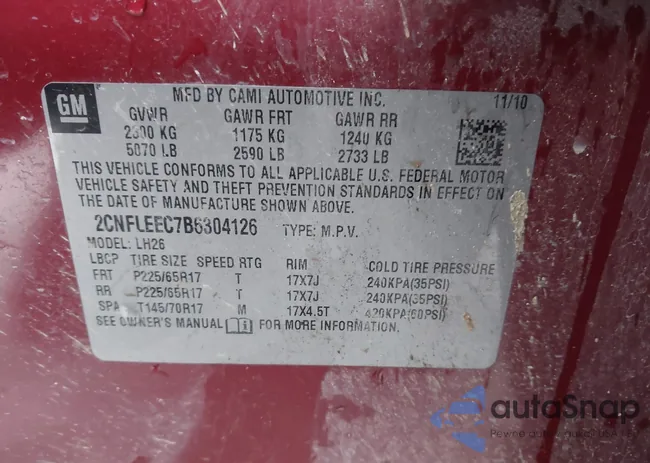 GM
MFD BY CAMI AUTOMOTIVE INC. 11/10
GVWR GAWR FRT GAWR RR
2300 KG 1175 KG 1240 KG
5070 LB 2590 LB 2733 LB
THIS VEHICLE CONFORMS TO ALL APPLICABLE U.S. FEDERAL MOTOR
VEHICLE SAFETY AND THEFT PREVENTION STANDARDS IN EFFECT ON
THE DATE OF MANUFACTURE SHOWN ABOVE.
2CNFLEEC7B6304126 TYPE: M.P.V.
MODEL: LH26
LBCP TIRE SIZE SPEED RTG RIM COLD TIRE PRESSURE
FRT P225/65R17 T 17X7J 240KPA(35PSI)
RR P225/65R17 T 17X7J 240KPA(35PSI)
SPA T145/70R17 M 17X4.5T 420KPA(60PSI)
SEE OWNER'S MANUAL FOR MORE INFORMATION.
autoSnap
Pewne auto, auto